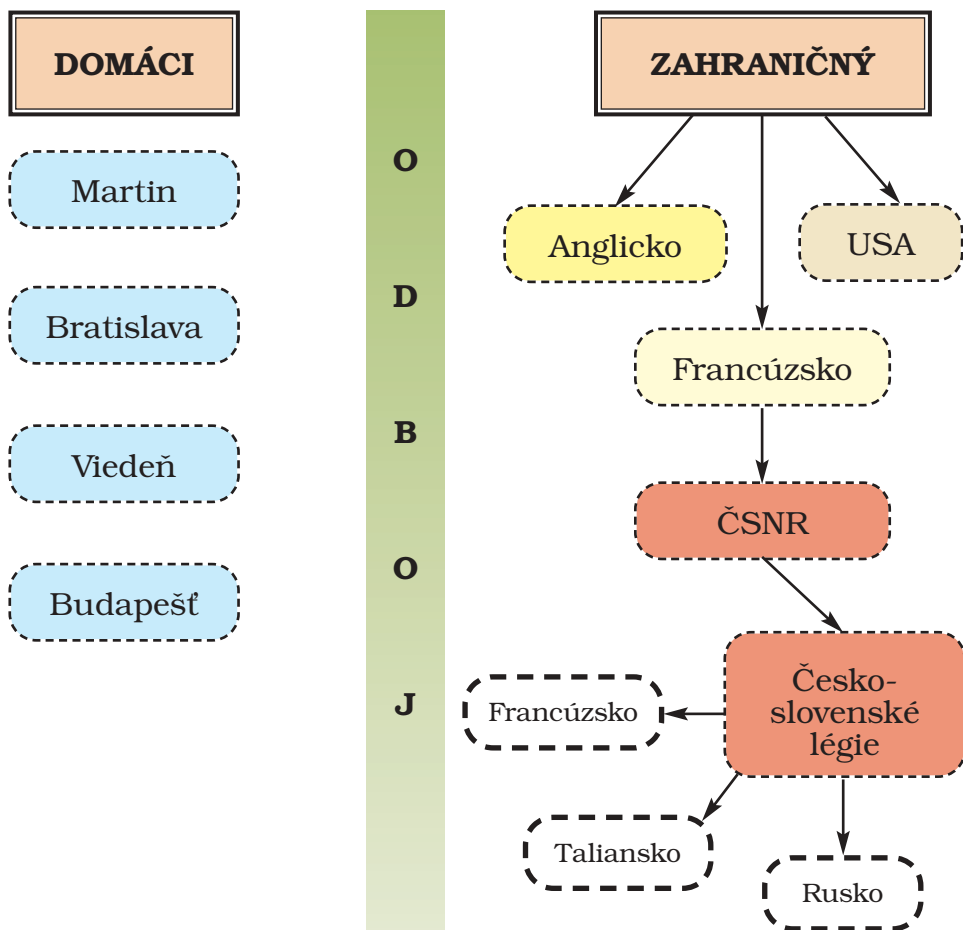 DOMÁCI
Martin
Bratislava
Viedeň
Budapešť
O
D
B
O
J
ZAHRANIČNÝ
Anglicko
USA
Francúzsko
ČSNR
Česko-
slovenské
légie
Francúzsko
Taliansko
Rusko